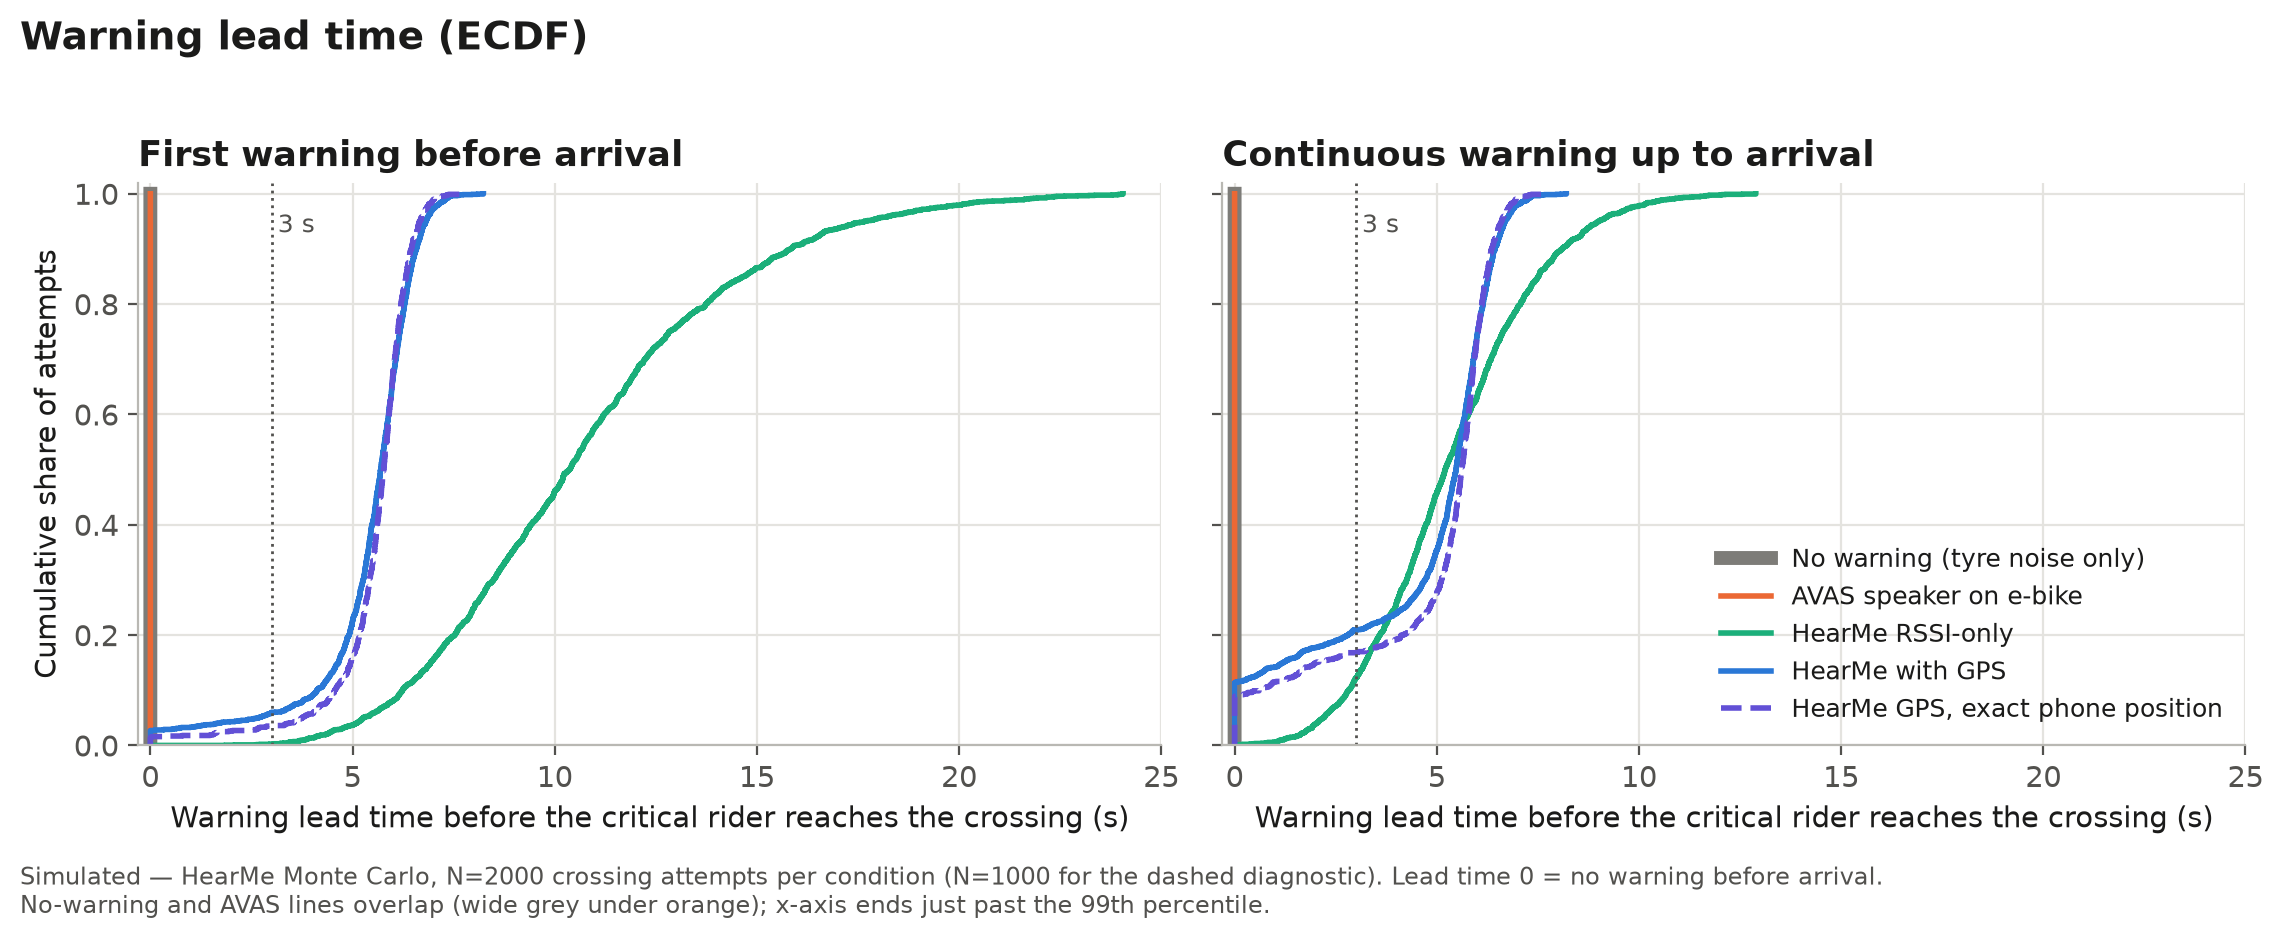 Warning lead time (ECDF)
First warning before arrival
Continuous warning up to arrival
Cumulative share of attempts
1.0
0.8
0.6
0.4
0.2
0.0
3 s
3 s
No warning (tyre noise only)
AVAS speaker on e-bike
HearMe RSSI-only
HearMe with GPS
HearMe GPS, exact phone position
0 5 10 15 20 25
0 5 10 15 20 25
Warning lead time before the critical rider reaches the crossing (s)
Warning lead time before the critical rider reaches the crossing (s)
Simulated — HearMe Monte Carlo, N=2000 crossing attempts per condition (N=1000 for the dashed diagnostic). Lead time 0 = no warning before arrival.
No-warning and AVAS lines overlap (wide grey under orange); x-axis ends just past the 99th percentile.